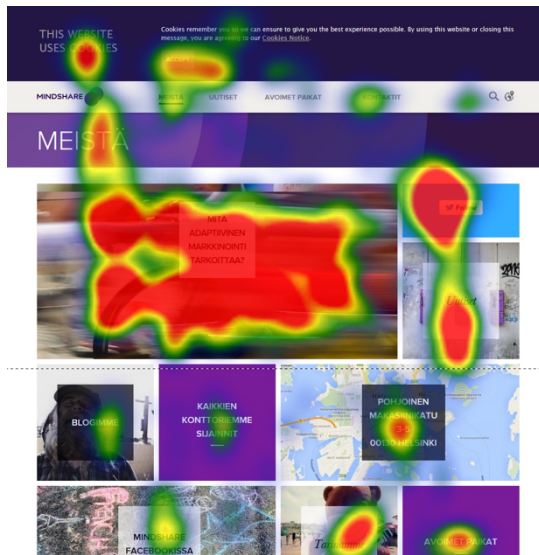 THIS WEBSITE
USES COOKIES
Cookies remember you so we can ensure to give you the best experience possible. By using this website or closing this
message, you are agreeing to our Cookies Notice.
ACCEPT
MINDSHARE
MEISTÄ
UUTISET
AVOIMET PAIKAT
KONTAKTIT
MEISTÄ
MITÄ
ADAPTIIVINEN
MARKKINOINTI
TARKOITTAA?
Follow
Uutiset
BLOGIMME
KAIKKIEN
KONTTORIEMME
SIJAINNIT
POHJOINEN
MAKASIINIKATU
00130 HELSINKI
MINDSHARE
FACEBOOKISSA
AVOIMET PAIKAT